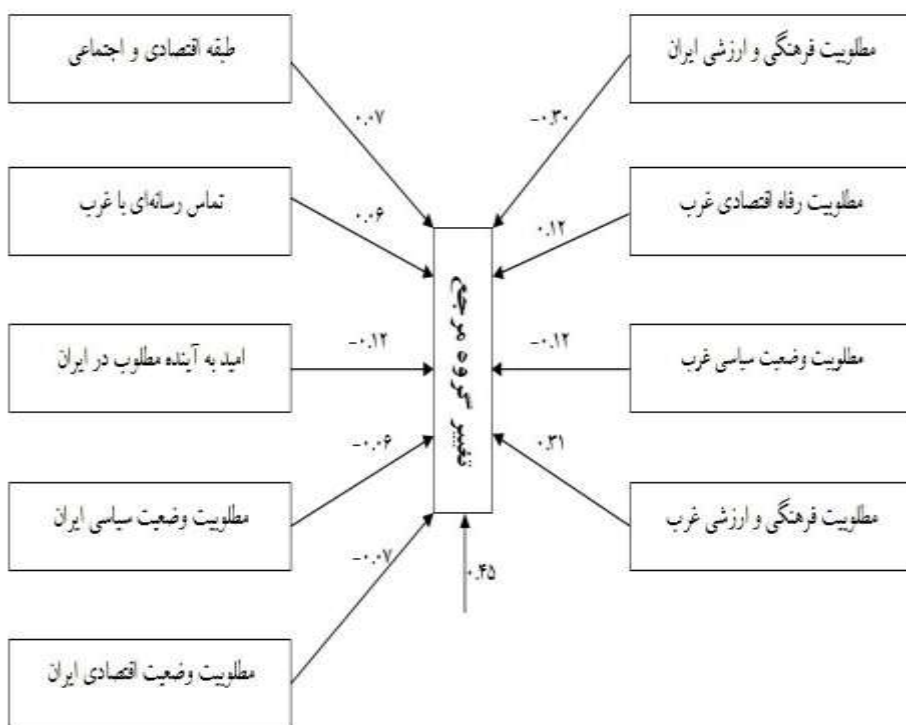 مطلوبیت فرهنگی و ارزشی ایران
طبقه اقتصادی و اجتماعی
-۰.۳۰
۰.۰۷
مطلوبیت رفاه اقتصادی غرب
تماس رسانه‌ای با غرب
۰.۱۲
۰.۰۶
تغییر گروه مرجع
مطلوبیت وضعیت سیاسی غرب
امید به آینده مطلوب در ایران
-۰.۱۲
-۰.۱۲
مطلوبیت فرهنگی و ارزشی غرب
مطلوبیت وضعیت سیاسی ایران
۰.۳۱
-۰.۰۶
-۰.۰۷
۰.۴۵
مطلوبیت وضعیت اقتصادی ایران